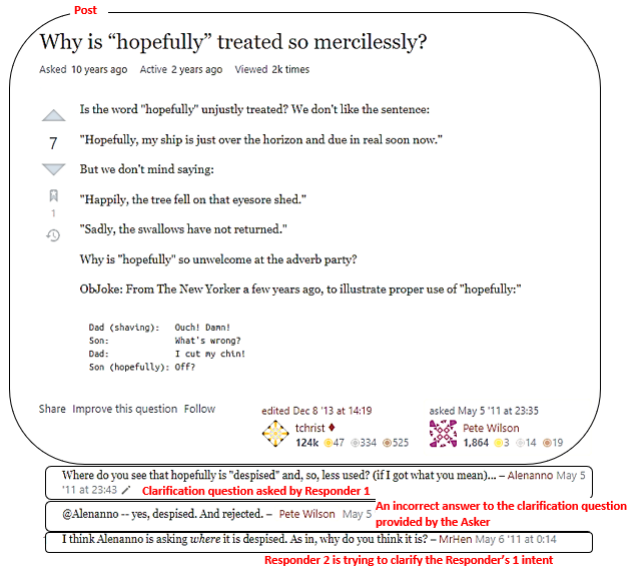 Post
Why is “hopefully” treated so mercilessly?
Asked 10 years ago Active 2 years ago Viewed 2k times
Is the word "hopefully" unjustly treated? We don't like the sentence:
7
"Hopefully, my ship is just over the horizon and due in real soon now."
But we don't mind saying:
"Happily, the tree fell on that eyesore shed."
1
"Sadly, the swallows have not returned."
Why is "hopefully" so unwelcome at the adverb party?
ObJoke: From The New Yorker a few years ago, to illustrate proper use of "hopefully:"
Dad (shaving): Ouch! Damn!
Son: What's wrong?
Dad: I cut my chin!
Son (hopefully): Off?
Share Improve this question Follow
edited Dec 8 '13 at 14:19
tchrist ♦
124k 47 334 525
asked May 5 '11 at 23:35
Pete Wilson
1,864 3 14 19
Where do you see that hopefully is "despised" and, so, less used? (if I got what you mean)... – Alenanno May 5
'11 at 23:43
Clarification question asked by Responder 1
@Alenanno -- yes, despised. And rejected. – Pete Wilson May 5
An incorrect answer to the clarification question
provided by the Asker
I think Alenanno is asking where it is despised. As in, why do you think it is? – MrHen May 6 '11 at 0:14
Responder 2 is trying to clarify the Responder's 1 intent